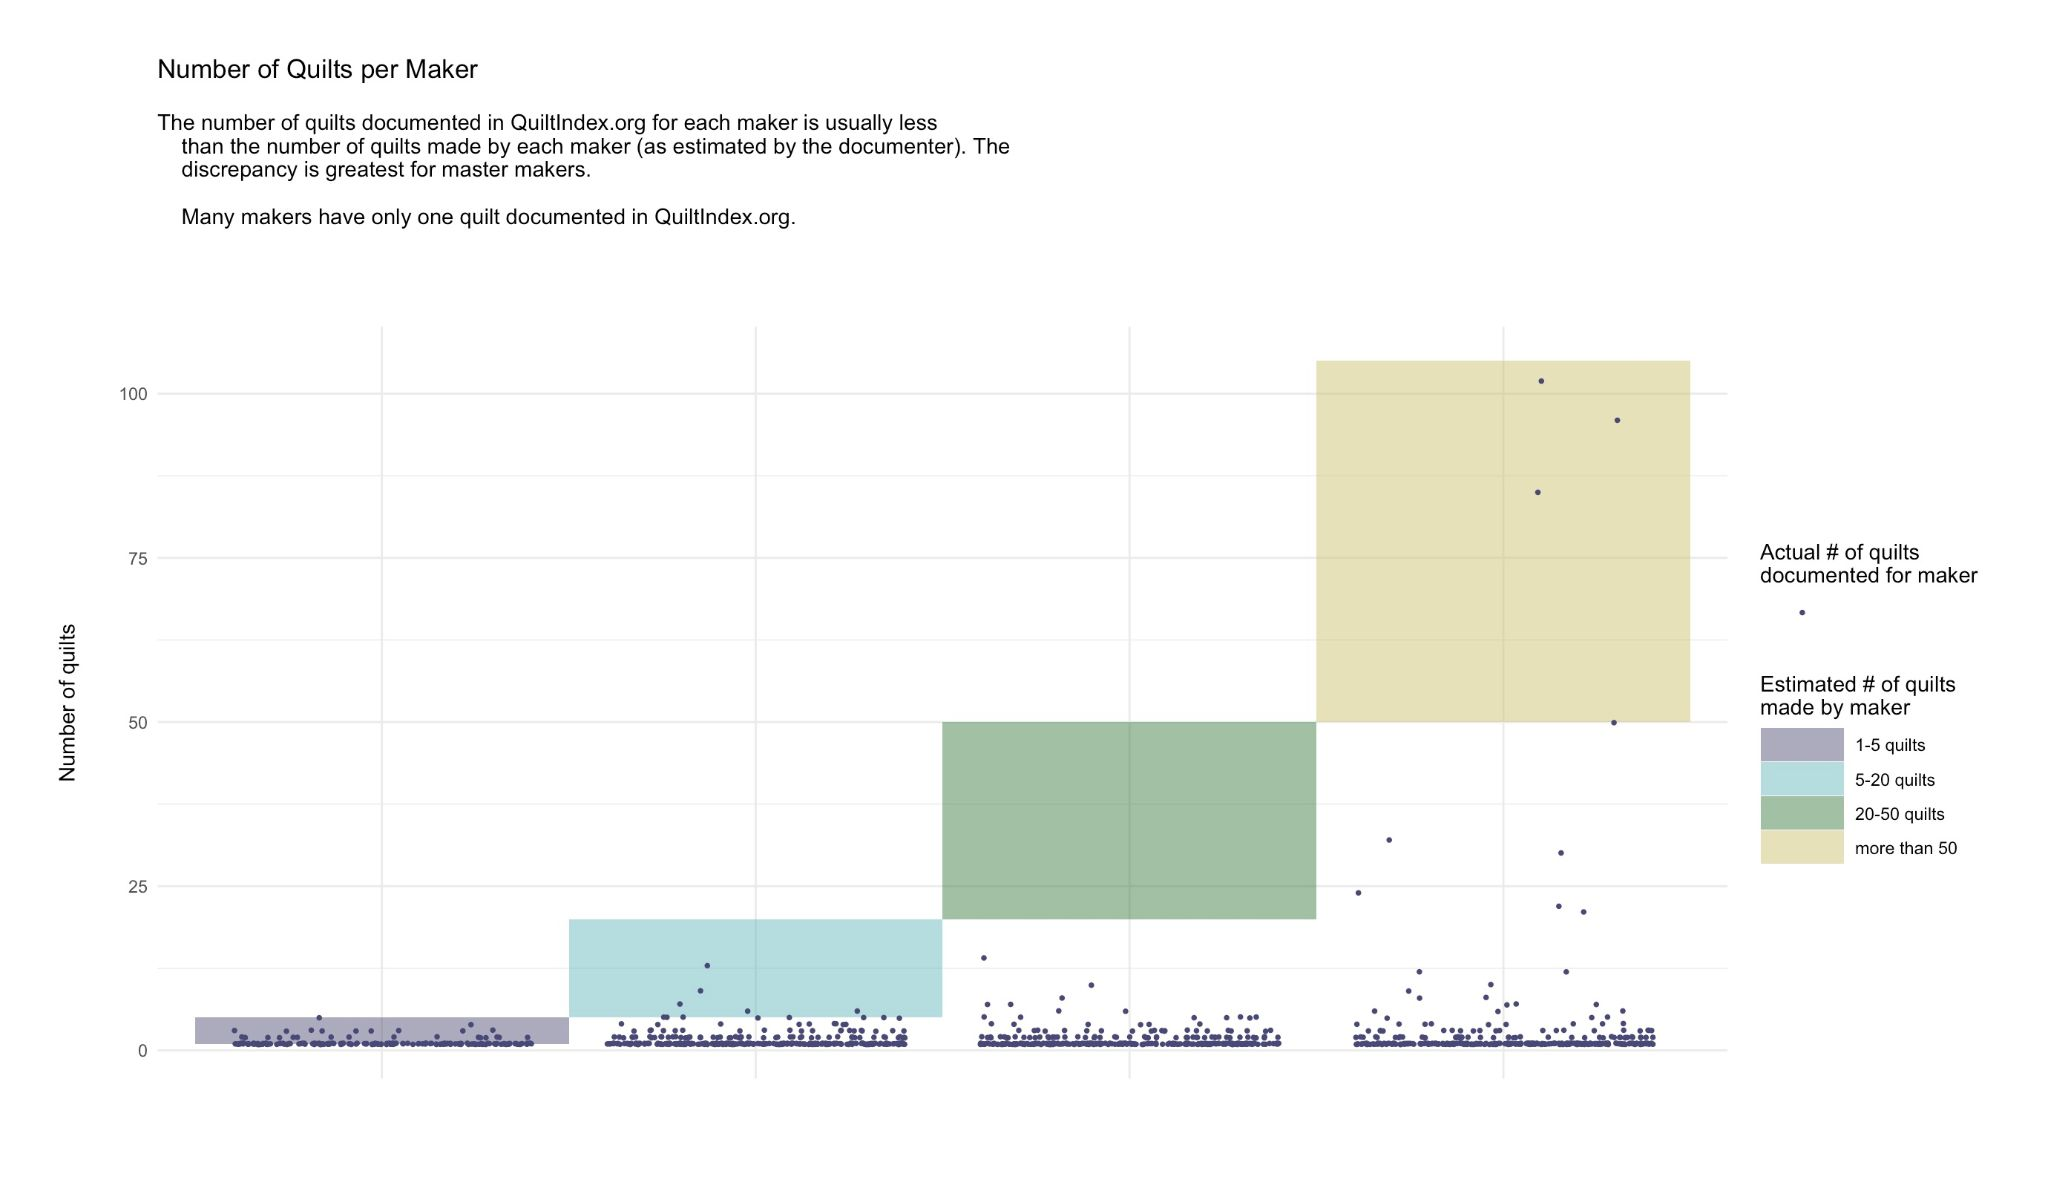 Number of Quilts per Maker
The number of quilts documented in QuiltIndex.org for each maker is usually less
than the number of quilts made by each maker (as estimated by the documenter). The
discrepancy is greatest for master makers.
Many makers have only one quilt documented in QuiltIndex.org.
Number of quilts
100
75
50
25
0
Actual # of quilts
documented for maker
Estimated # of quilts
made by maker
1-5 quilts
5-20 quilts
20-50 quilts
more than 50